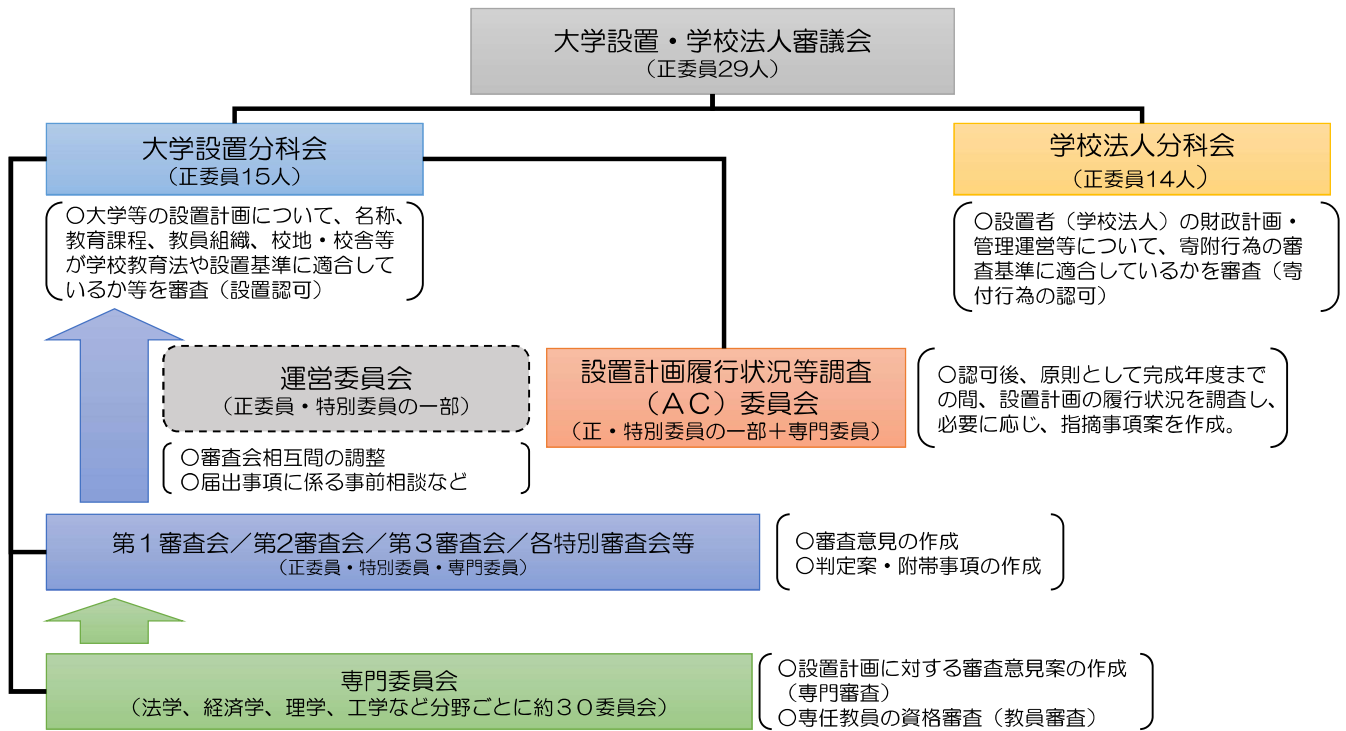 大学設置・学校法人審議会
（正委員29人）
大学設置分科会
（正委員15人）
学校法人分科会
（正委員14人）
〇大学等の設置計画について、名称、
教育課程、教員組織、校地・校舎等
が学校教育法や設置基準に適合して
いるか等を審査（設置認可）
〇設置者（学校法人）の財政計画・
管理運営等について、寄附行為の審
査基準に適合しているかを審査（寄
付行為の認可）
運営委員会
（正委員・特別委員の一部）
〇審査会相互間の調整
〇届出事項に係る事前相談など
設置計画履行状況等調査
（ＡＣ）委員会
（正・特別委員の一部＋専門委員）
〇認可後、原則として完成年度まで
の間、設置計画の履行状況を調査し、
必要に応じ、指摘事項案を作成。
第１審査会／第2審査会／第３審査会／各特別審査会等
（正委員・特別委員・専門委員）
〇審査意見の作成
〇判定案・附帯事項の作成
専門委員会
（法学、経済学、理学、工学など分野ごとに約３０委員会）
〇設置計画に対する審査意見案の作成
（専門審査）
〇専任教員の資格審査（教員審査）